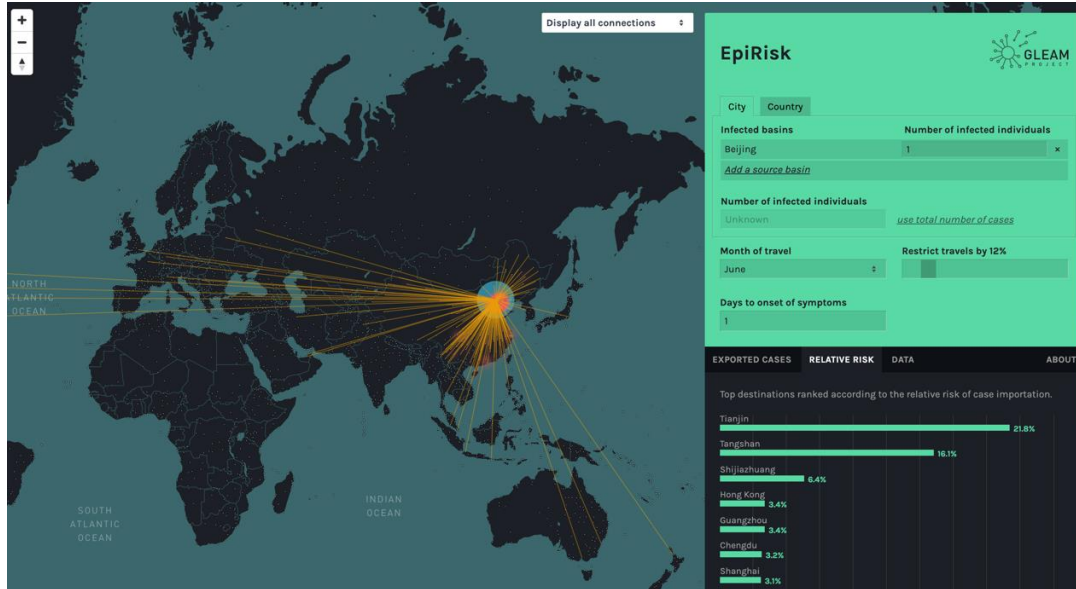 +
−
Display all connections
NORTH
ATLANTIC
OCEAN
SOUTH
ATLANTIC
OCEAN
INDIAN
OCEAN
EpiRisk
GLEAM
PROJECT
City Country
Infected basins Number of infected individuals
Beijing 1 ×
Add a source basin
Number of infected individuals
Unknown use total number of cases
Month of travel Restrict travels by 12%
June
Days to onset of symptoms
1
EXPORTED CASES RELATIVE RISK DATA ABOUT
Top destinations ranked according to the relative risk of case importation.
Tianjin
21.8%
Tangshan
16.1%
Shijiazhuang
6.4%
Hong Kong
3.4%
Guangzhou
3.4%
Chengdu
3.2%
Shanghai
3.1%